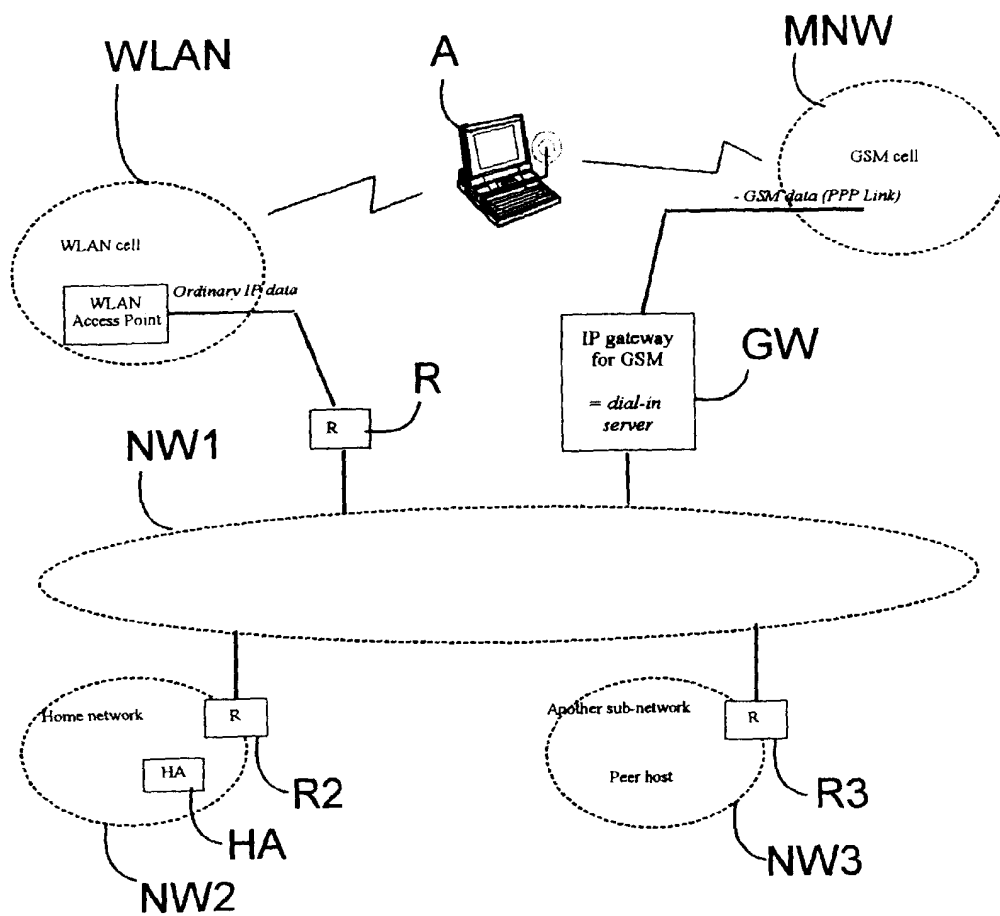 WLAN
A
MNW
GSM cell
- GSM data (PPP Link)
WLAN cell
WLAN
Access Point
Ordinary IP data
IP gateway
for GSM
= dial-in
server
GW
R
R
NW1
Home network
R
HA
R2
HA
NW2
Another sub-network
R
Peer host
R3
NW3